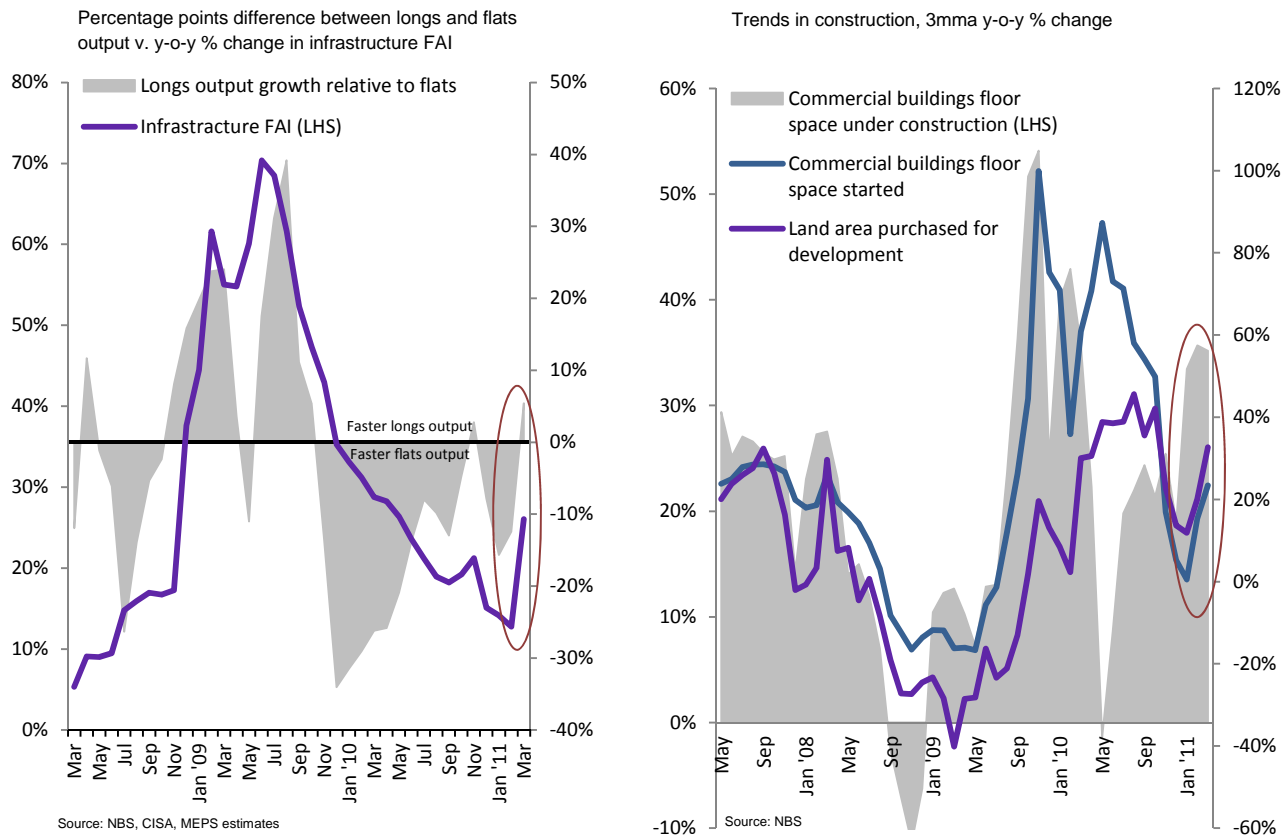 Percentage points difference between longs and flats
output v. y-o-y % change in infrastructure FAI
80%
70%
60%
50%
40%
30%
20%
10%
0%
50%
40%
30%
20%
10%
0%
-10%
-20%
-30%
-40%
Longs output growth relative to flats
Infrastracture FAI (LHS)
Faster longs output
Faster flats output
Mar
May
Jul
Sep
Nov
Jan '09
Mar
May
Jul
Sep
Nov
Jan '10
Mar
May
Jul
Sep
Nov
Jan '11
Mar
Source: NBS, CISA, MEPS estimates
Trends in construction, 3mma y-o-y % change
60%
50%
40%
30%
20%
10%
0%
-10%
120%
100%
80%
60%
40%
20%
0%
-20%
-40%
-60%
Commercial buildings floor
space under construction (LHS)
Commercial buildings floor
space started
Land area purchased for
development
May
Sep
Jan '08
May
Sep
Jan '09
May
Sep
Jan '10
May
Sep
Jan '11
Source: NBS